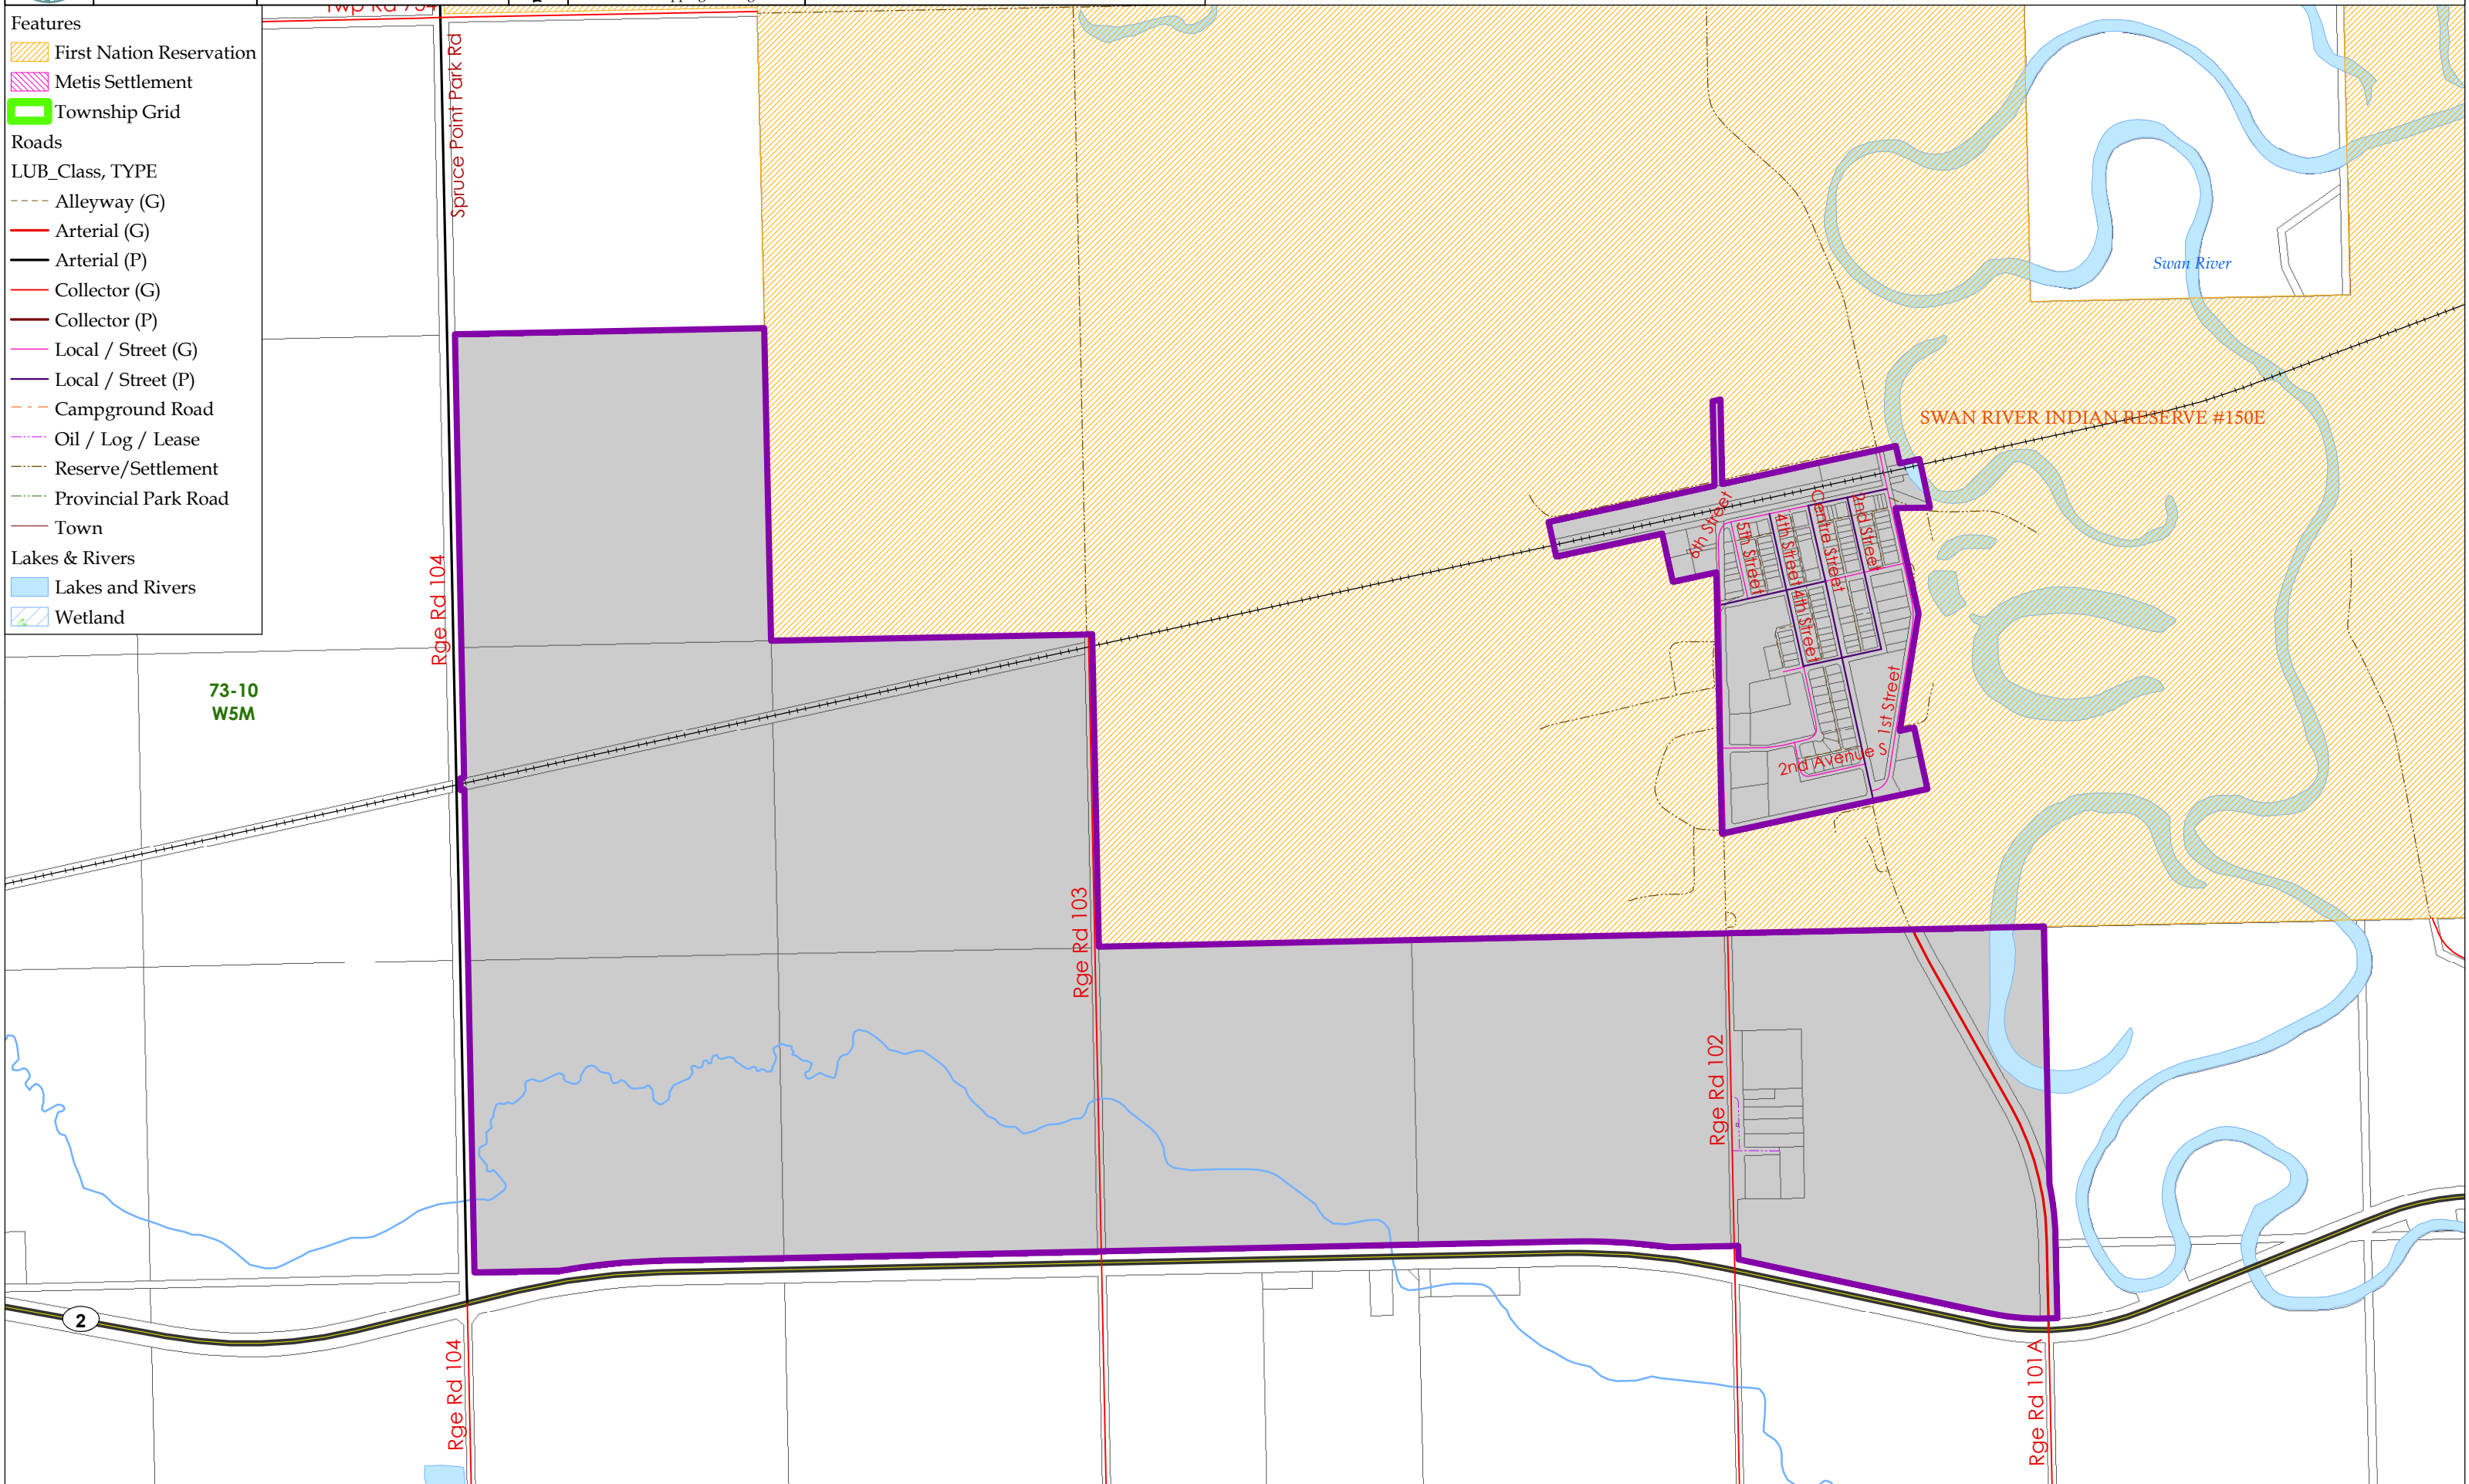 Features
First Nation Reservation
Metis Settlement
Township Grid
Roads
LUB_Class, TYPE
Alleyway (G)
Arterial (G)
Arterial (P)
Collector (G)
Collector (P)
Local / Street (G)
Local / Street (P)
Campground Road
Oil / Log / Lease
Reserve/Settlement
Provincial Park Road
Town
Lakes & Rivers
Lakes and Rivers
Wetland
Spruce Point Park Rd
Swan River
SWAN RIVER INDIAN RESERVE #150E
6th Street
5th Street
4th Street
Centre Street
2nd Street
4th Street
1st Street
2nd Avenue S
Rge Rd 104
73-10
W5M
Rge Rd 103
Rge Rd 102
2
Rge Rd 104
Rge Rd 101A